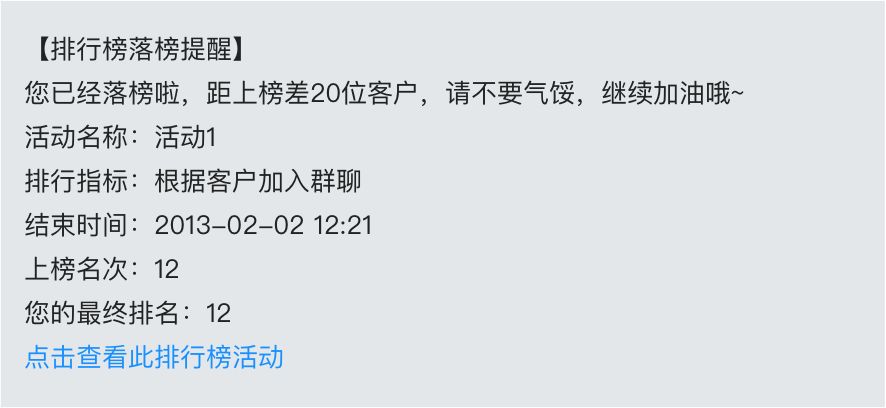 【排行榜落榜提醒】
您已经落榜啦，距上榜差20位客户，请不要气馁，继续加油哦~
活动名称：活动1
排行指标：根据客户加入群聊
结束时间：2013-02-02 12:21
上榜名次：12
您的最终排名：12
点击查看此排行榜活动